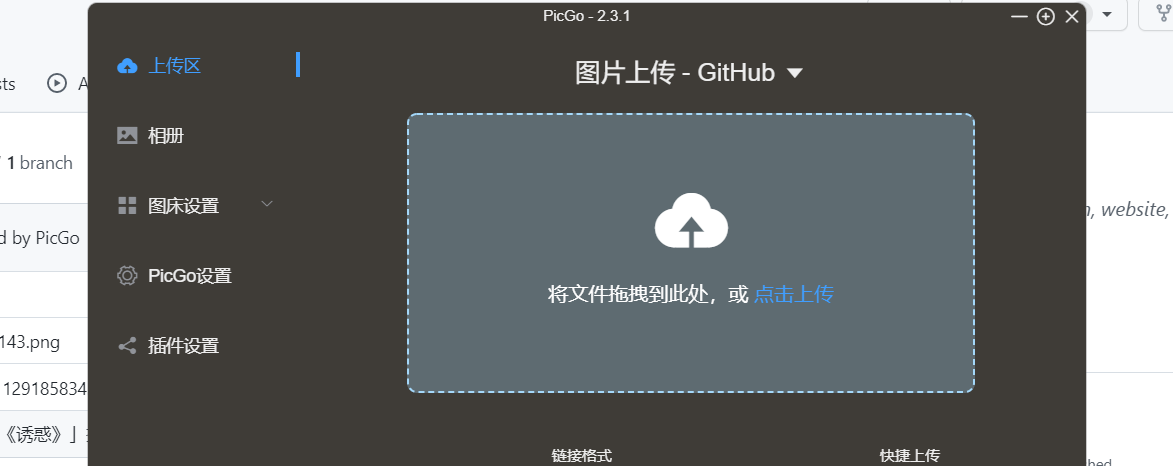 PicGo - 2.3.1
上传区
图片上传 - GitHub
sts
相册
1 branch
图床设置
n, website,
d by PicGo
PicGo设置
将文件拖拽到此处，或 点击上传
143.png
插件设置
129185834
《诱惑》」
链接格式
快捷上传